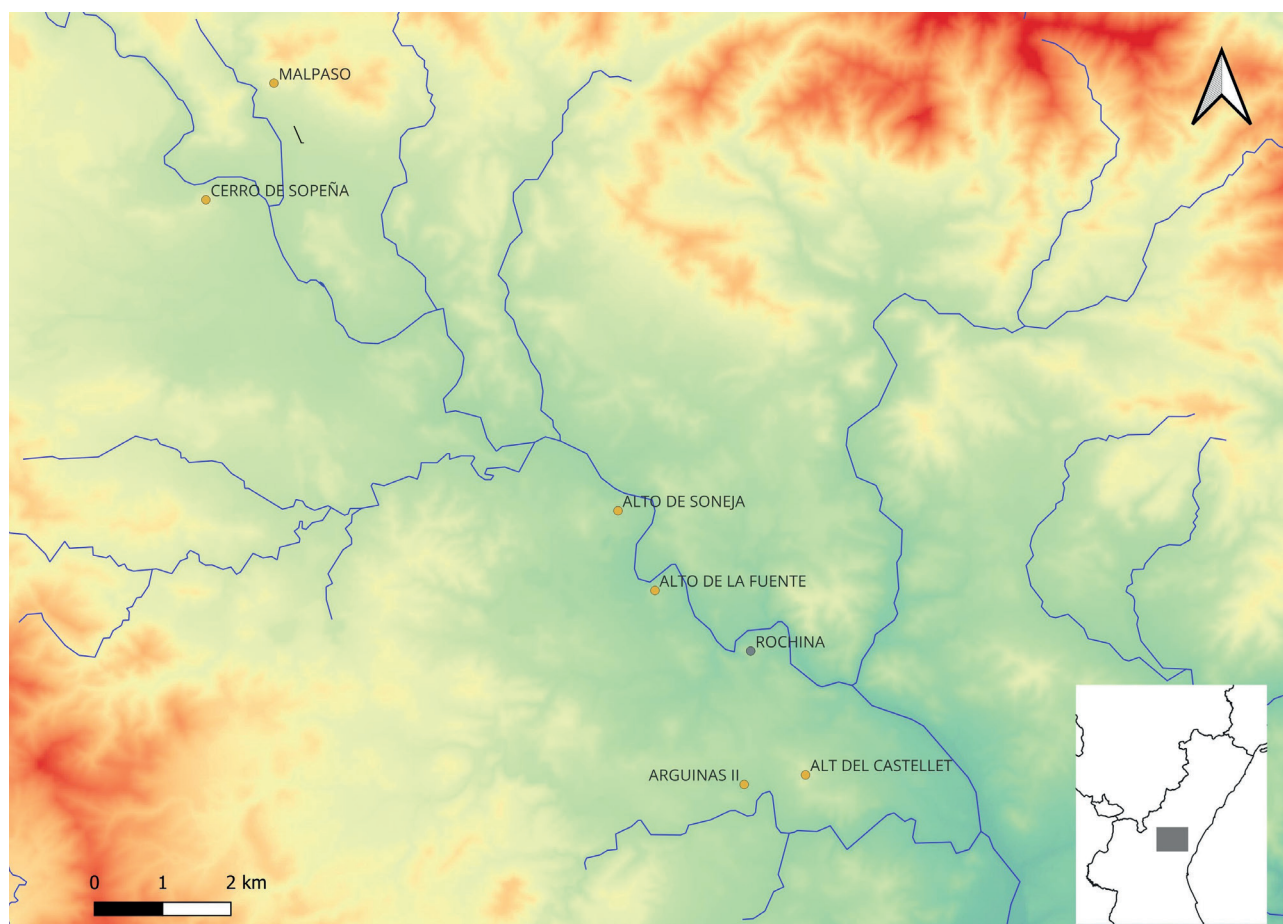 MALPASO
CERRO DE SOPEÑA
ALTO DE SONEJA
ALTO DE LA FUENTE
ROCHINA
ARGUINAS II
ALT DEL CASTELLET
0 1 2 km